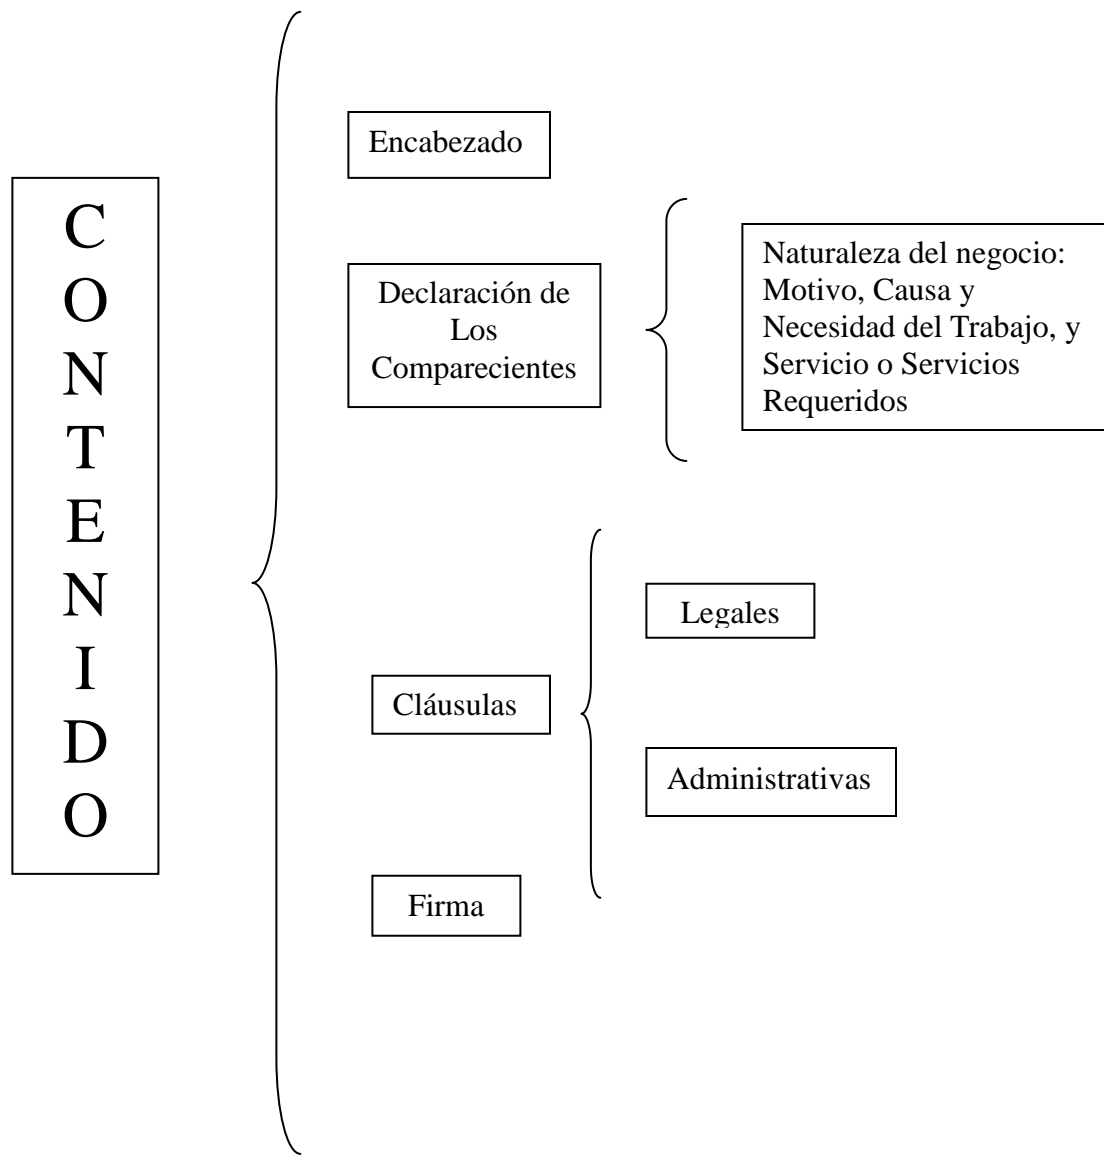 CONTENIDO
Encabezado
Declaración de
Los
Comparecientes
Naturaleza del negocio:
Motivo, Causa y
Necesidad del Trabajo, y
Servicio o Servicios
Requeridos
Cláusulas
Legales
Administrativas
Firma